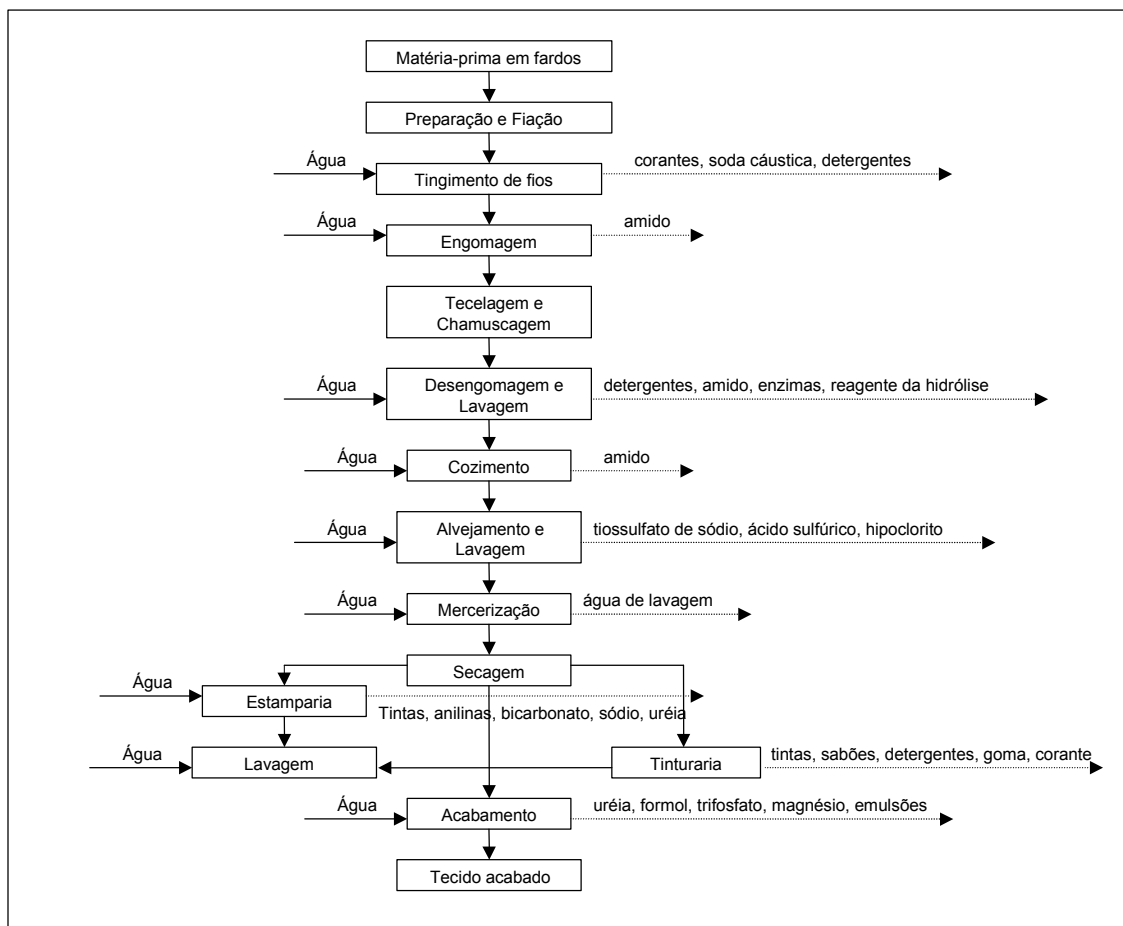 Matéria-prima em fardos
Preparação e Fiação
Água
corantes, soda cáustica, detergentes
Tingimento de fios
Água
amido
Engomagem
Tecelagem e
Chamuscagem
Água
detergentes, amido, enzimas, reagente da hidrólise
Desengomagem e
Lavagem
Água
amido
Cozimento
Água
tiossulfato de sódio, ácido sulfúrico, hipoclorito
Alvejamento e
Lavagem
Água
água de lavagem
Mercerização
Secagem
Água
Estamparia
Tintas, anilinas, bicarbonato, sódio, uréia
Água
Lavagem
Tinturaria
tintas, sabões, detergentes, goma, corante
Água
uréia, formol, trifosfato, magnésio, emulsões
Acabamento
Tecido acabado